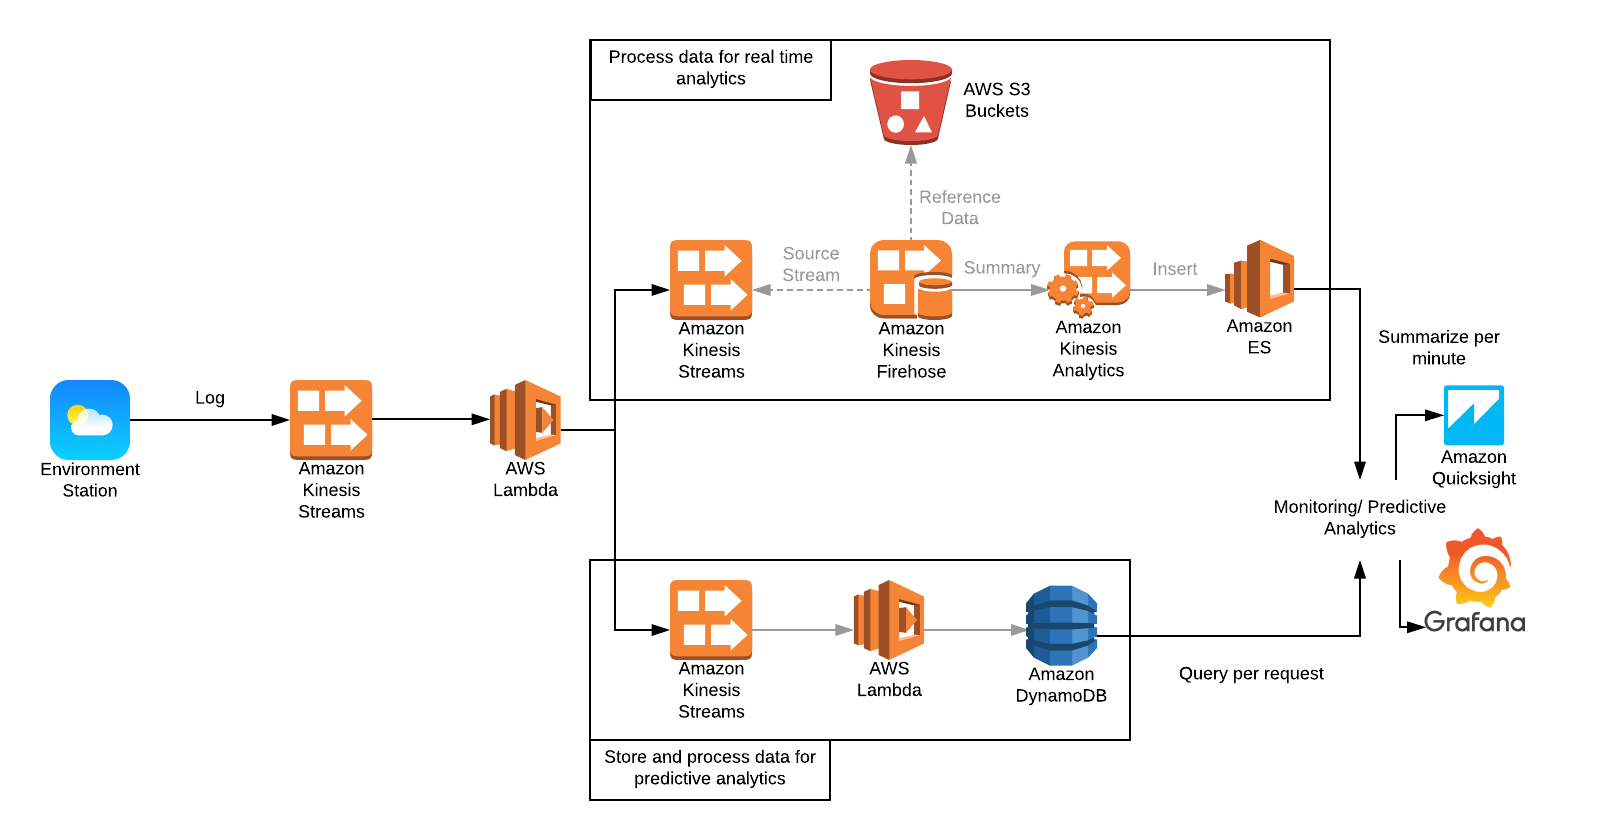 Process data for real time
analytics
AWS S3
Buckets
Reference
Data
Source
Stream
Summary
Insert
Amazon
Kinesis
Streams
Amazon
Kinesis
Firehose
Amazon
Kinesis
Analytics
Amazon
ES
Summarize per
minute
Log
Environment
Station
Amazon
Kinesis
Streams
AWS
Lambda
Amazon
Quicksight
Monitoring/ Predictive
Analytics
Grafana
Amazon
Kinesis
Streams
AWS
Lambda
Amazon
DynamoDB
Query per request
Store and process data for
predictive analytics